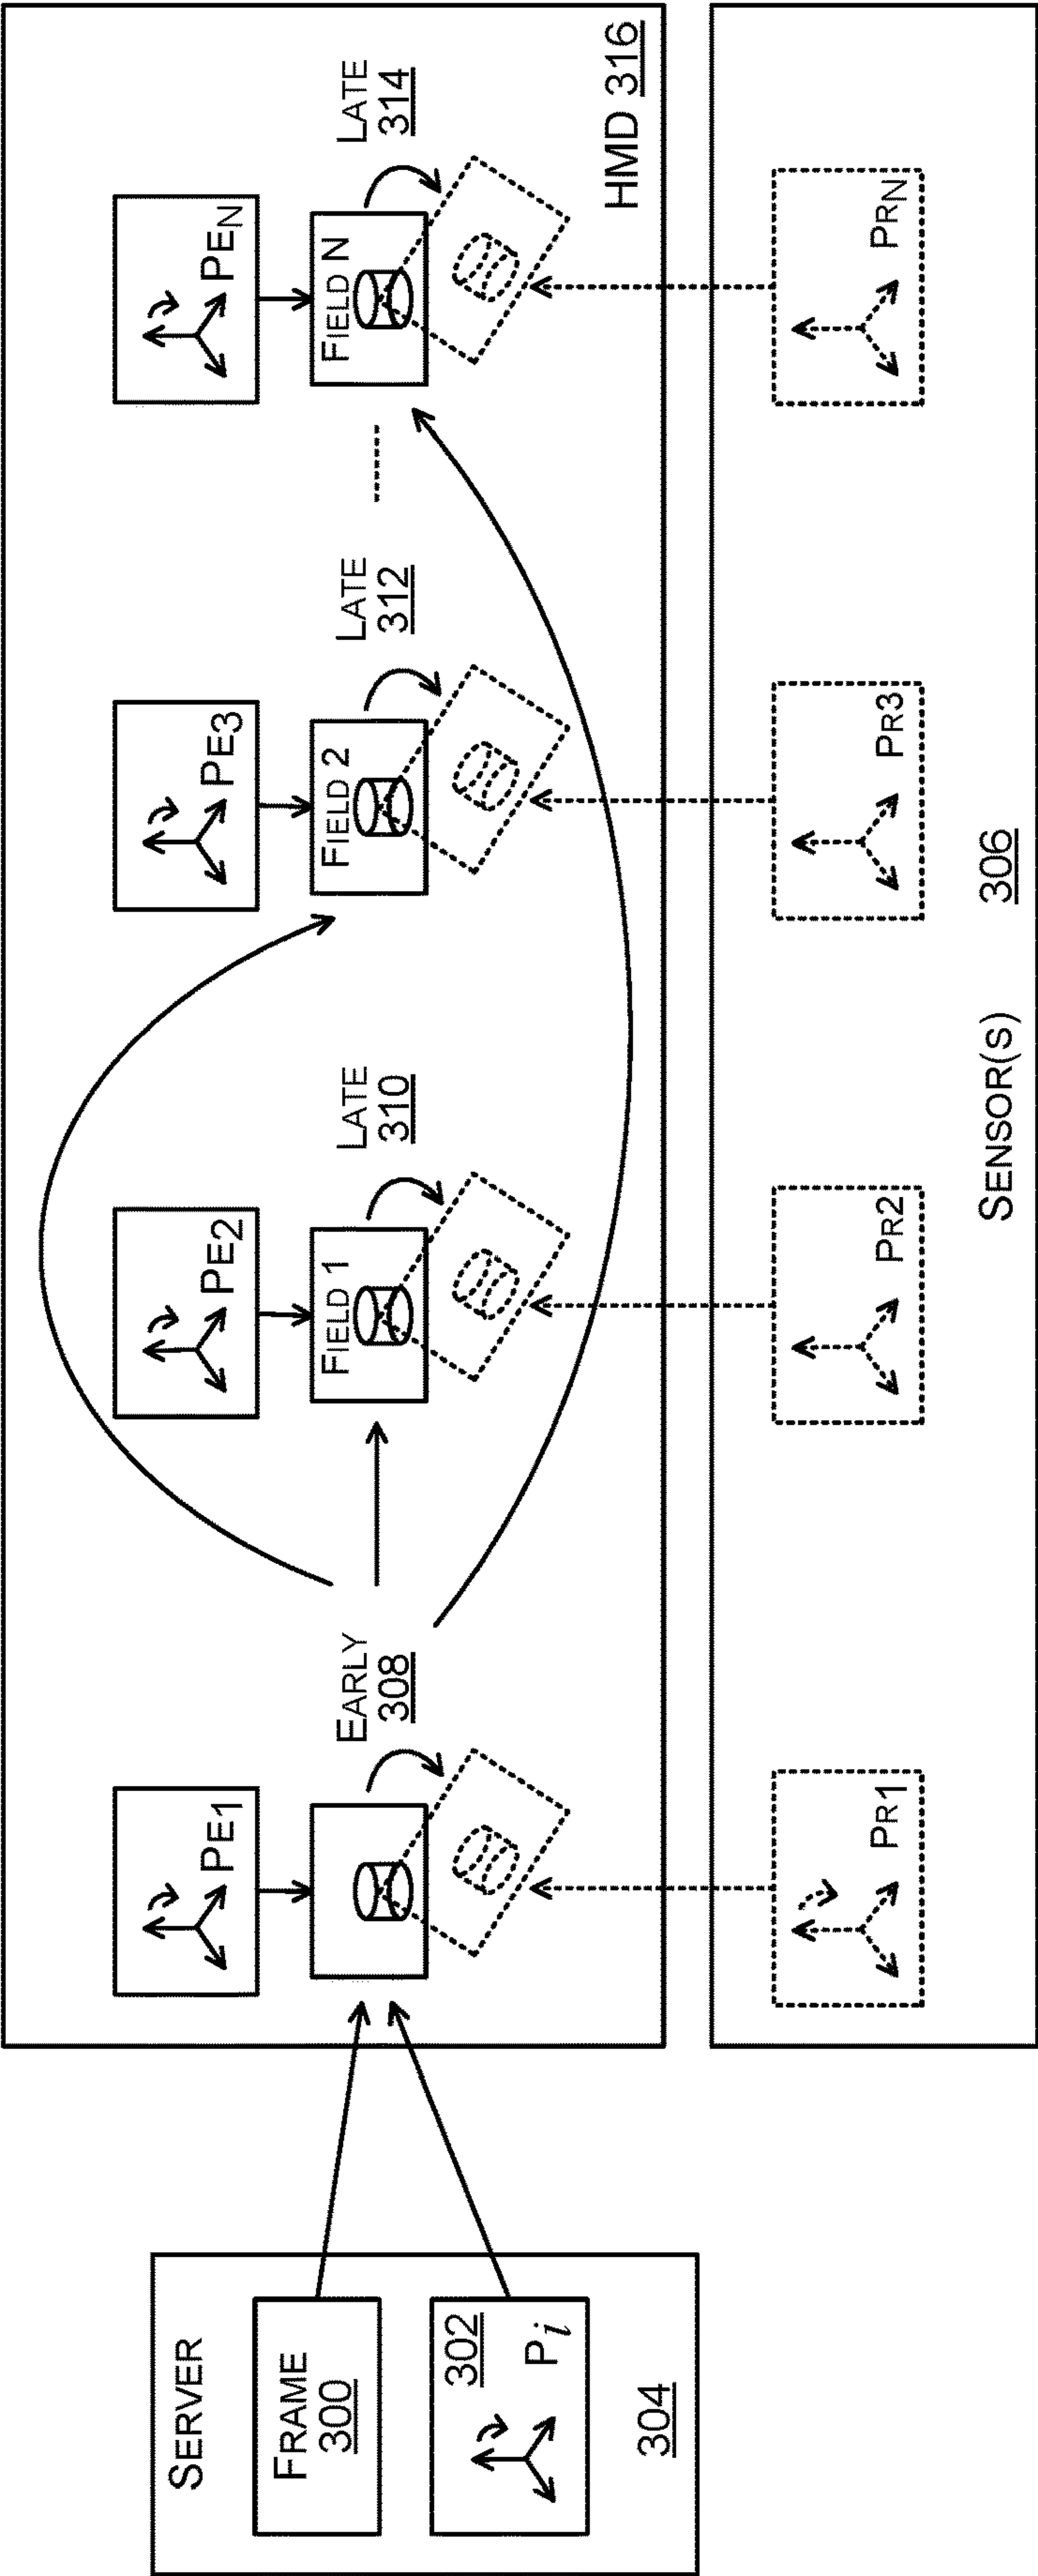 SERVER
FRAME
300
302
Pi
304
PE1
PE2
PE3
PEN
EARLY
308
FIELD 1
LATE
310
FIELD 2
LATE
312
FIELD N
LATE
314
HMD 316
PR1
PR2
PR3
PRN
SENSOR(S)
306